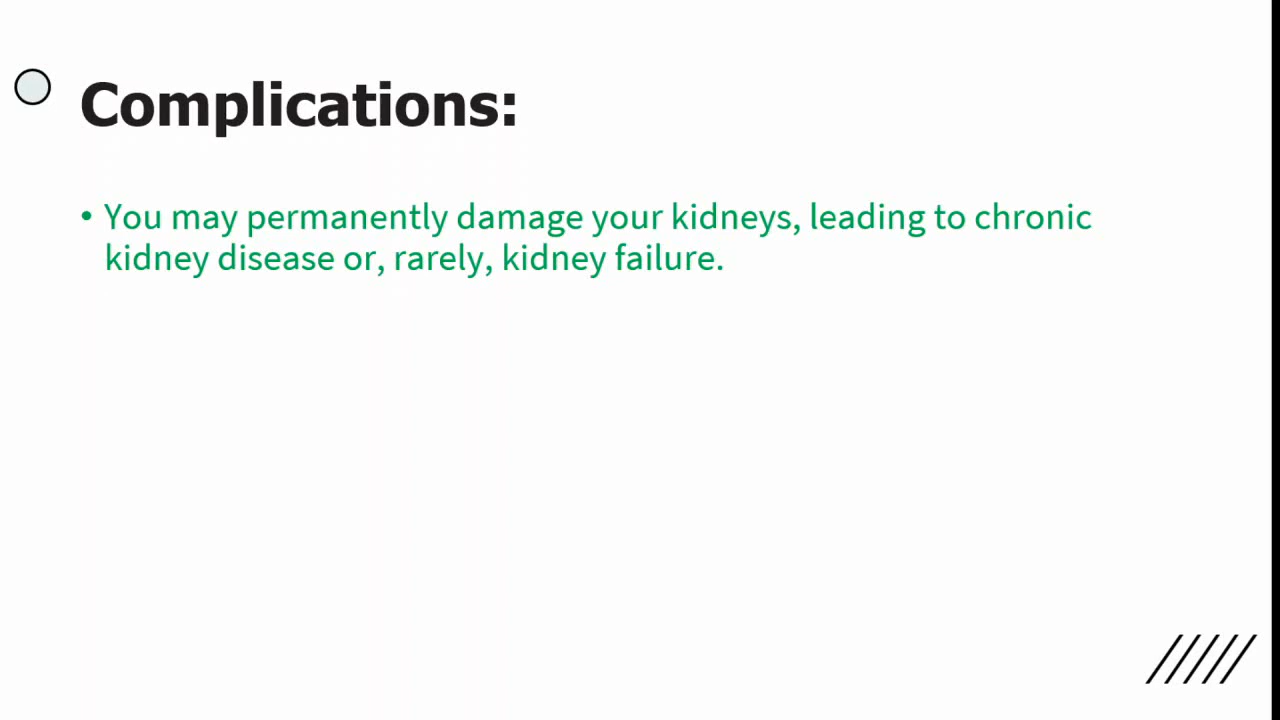 Complications:
• You may permanently damage your kidneys, leading to chronic
kidney disease or, rarely, kidney failure.